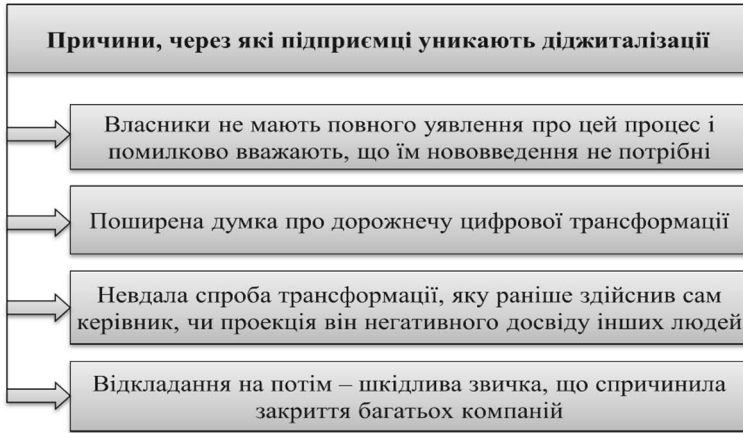 Причини, через які підприємці уникають діджиталізації
Власники не мають повного уявлення про цей процес і
помилково вважають, що їм нововведення не потрібні
Поширена думка про дорожнечу цифрової трансформації
Невдала спроба трансформації, яку раніше здійснив сам
керівник, чи проекція він негативного досвіду інших людей
Відкладання на потім – шкідлива звичка, що спричинила
закриття багатьох компаній